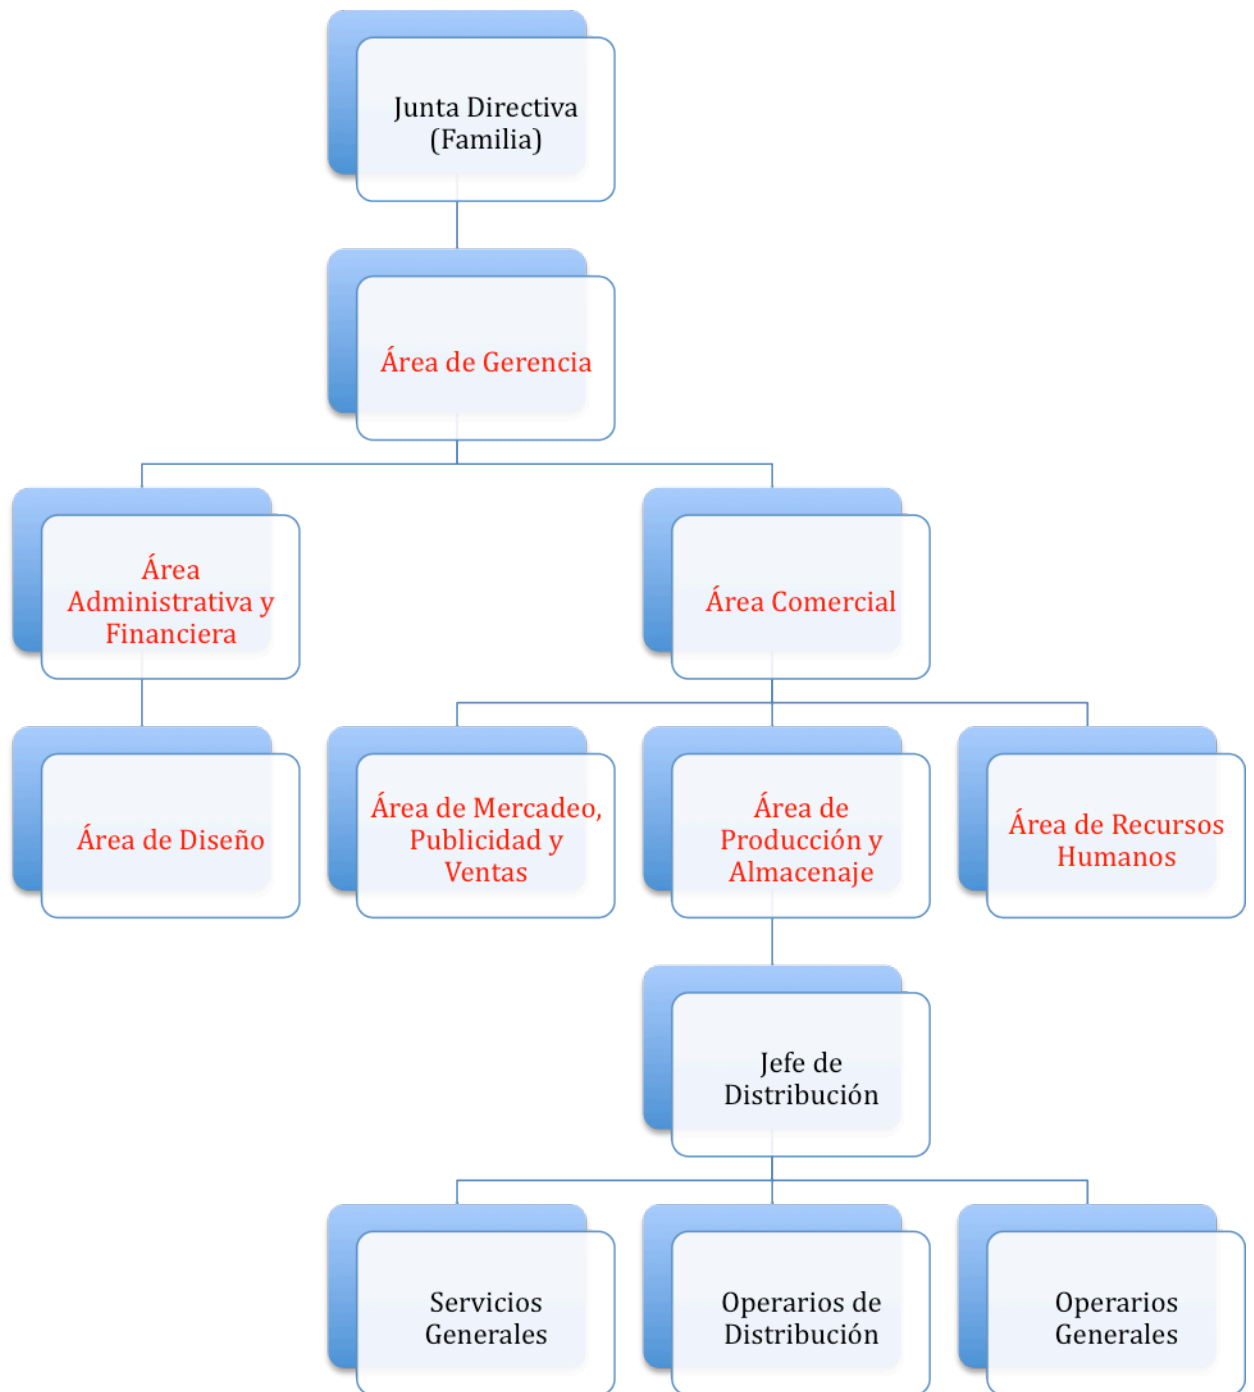 Junta Directiva
(Familia)
Área de Gerencia
Área
Administrativa y
Financiera
Área Comercial
Área de Diseño
Área de Mercadeo,
Publicidad y
Ventas
Área de
Producción y
Almacenaje
Área de Recursos
Humanos
Jefe de
Distribución
Servicios
Generales
Operarios de
Distribución
Operarios
Generales